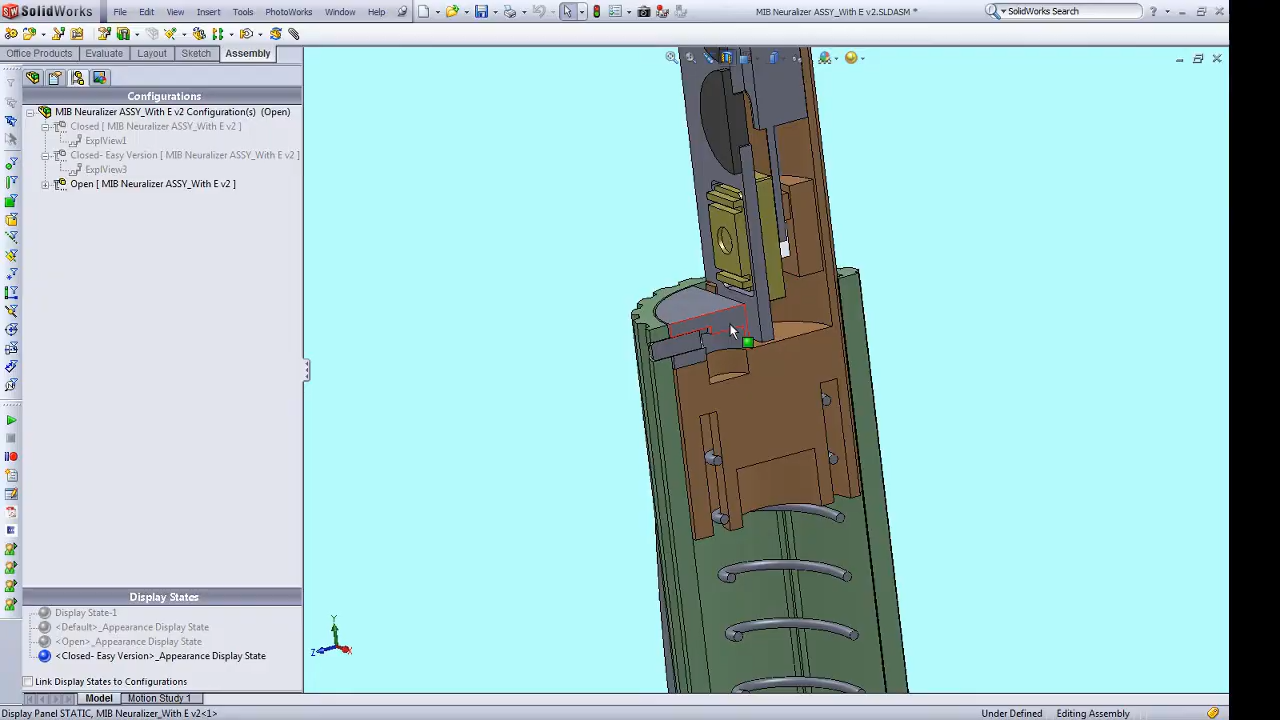 SolidWorks
File
Edit
View
Insert
Tools
PhotoWorks
Window
Help
MIB Neuralizer ASSY_With E v2.SLDASM *
SolidWorks Search
Office Products
Evaluate
Layout
Sketch
Assembly
Configurations
MIB Neuralizer ASSY_With E v2 Configuration(s) (Open)
Closed [ MIB Neuralizer ASSY_With E v2 ]
ExplView1
Closed- Easy Version [ MIB Neuralizer ASSY_With E v2 ]
ExplView3
Open [ MIB Neuralizer ASSY_With E v2 ]
Display States
Display State-1
<Default>_Appearance Display State
<Open>_Appearance Display State
<Closed- Easy Version>_Appearance Display State
Link Display States to Configurations
Y
Z
X
Model
Motion Study 1
Display Panel STATIC, MIB Neuralizer_With E v2<1>
Under Defined
Editing Assembly